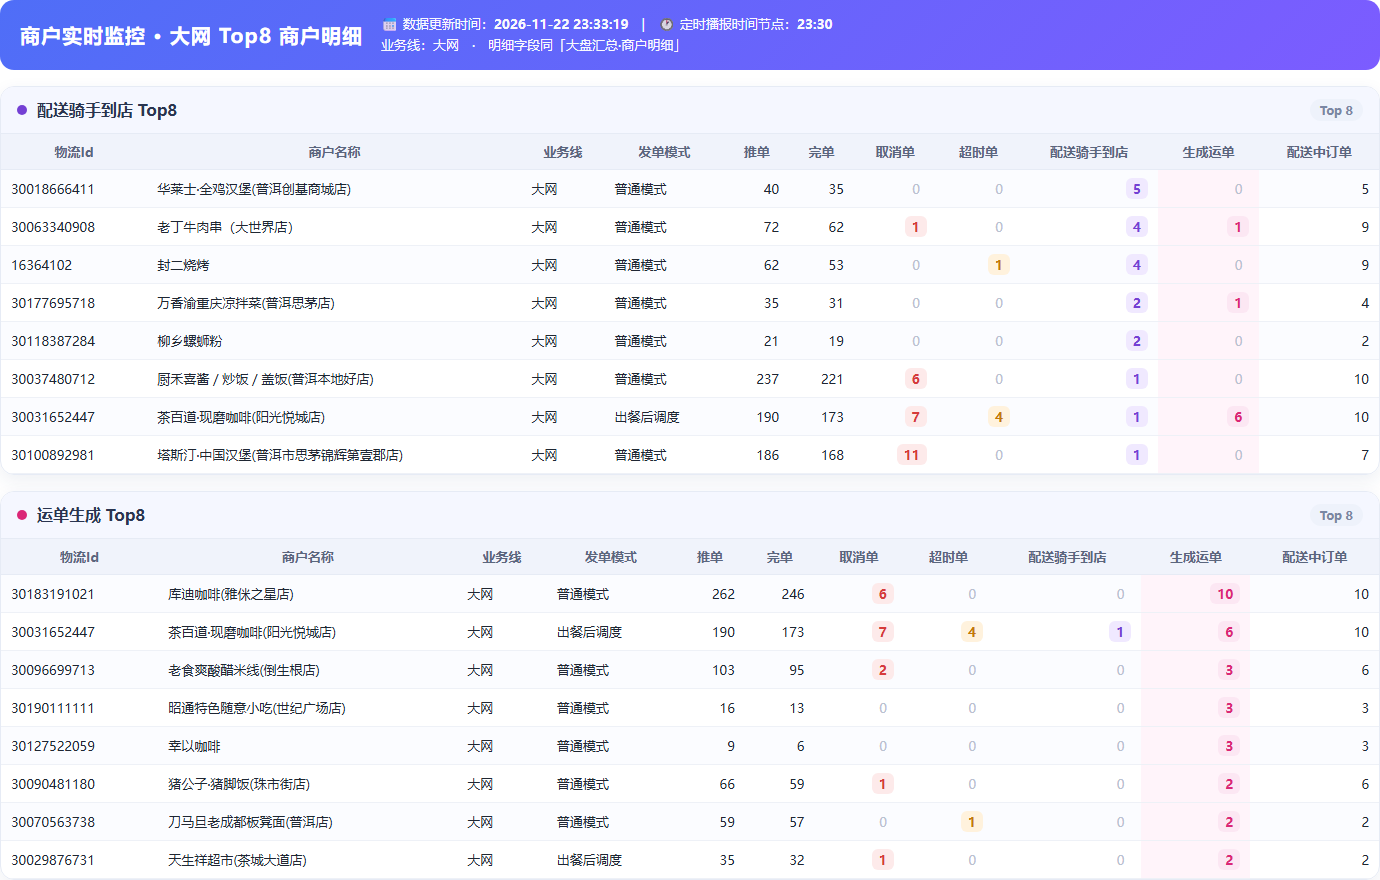 商户实时监控 • 大网 Top8 商户明细
数据更新时间：2026-11-22 23:33:19 | 定时播报时间节点：23:30
业务线：大网 · 明细字段同「大盘汇总·商户明细」
配送骑手到店 Top8 Top 8
物流Id 商户名称 业务线 发单模式 推单 完单 取消单 超时单 配送骑手到店 生成运单 配送中订单
30018666411 华莱士·全鸡汉堡(普洱创基商城店) 大网 普通模式 40 35 0 0 5 0 5
30063340908 老丁牛肉串（大世界店） 大网 普通模式 72 62 1 0 4 1 9
16364102 封二烧烤 大网 普通模式 62 53 0 1 4 0 9
30177695718 万香渝重庆凉拌菜(普洱思茅店) 大网 普通模式 35 31 0 0 2 1 4
30118387284 柳乡螺蛳粉 大网 普通模式 21 19 0 0 2 0 2
30037480712 厨禾喜酱 / 炒饭 / 盖饭(普洱本地好店) 大网 普通模式 237 221 6 0 1 0 10
30031652447 茶百道·现磨咖啡(阳光悦城店) 大网 出餐后调度 190 173 7 4 1 6 10
30100892981 塔斯汀·中国汉堡(普洱市思茅锦辉第壹郡店) 大网 普通模式 186 168 11 0 1 0 7
运单生成 Top8 Top 8
物流Id 商户名称 业务线 发单模式 推单 完单 取消单 超时单 配送骑手到店 生成运单 配送中订单
30183191021 库迪咖啡(雅侎之星店) 大网 普通模式 262 246 6 0 0 10 10
30031652447 茶百道·现磨咖啡(阳光悦城店) 大网 出餐后调度 190 173 7 4 1 6 10
30096699713 老食爽酸醋米线(倒生根店) 大网 普通模式 103 95 2 0 0 3 6
30190111111 昭通特色随意小吃(世纪广场店) 大网 普通模式 16 13 0 0 0 3 3
30127522059 幸以咖啡 大网 普通模式 9 6 0 0 0 3 3
30090481180 猪公子·猪脚饭(珠市街店) 大网 普通模式 66 59 1 0 0 2 6
30070563738 刀马旦老成都板凳面(普洱店) 大网 普通模式 59 57 0 1 0 2 2
30029876731 天生祥超市(茶城大道店) 大网 出餐后调度 35 32 1 0 0 2 2